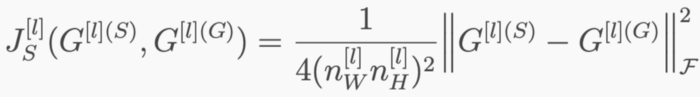 J_S^{[l]}(G^{[l](S)}, G^{[l](G)}) = \frac{1}{4(n_W^{[l]} n_H^{[l]})^2} \left\| G^{[l](S)} - G^{[l](G)} \right\|_{\mathcal{F}}^2